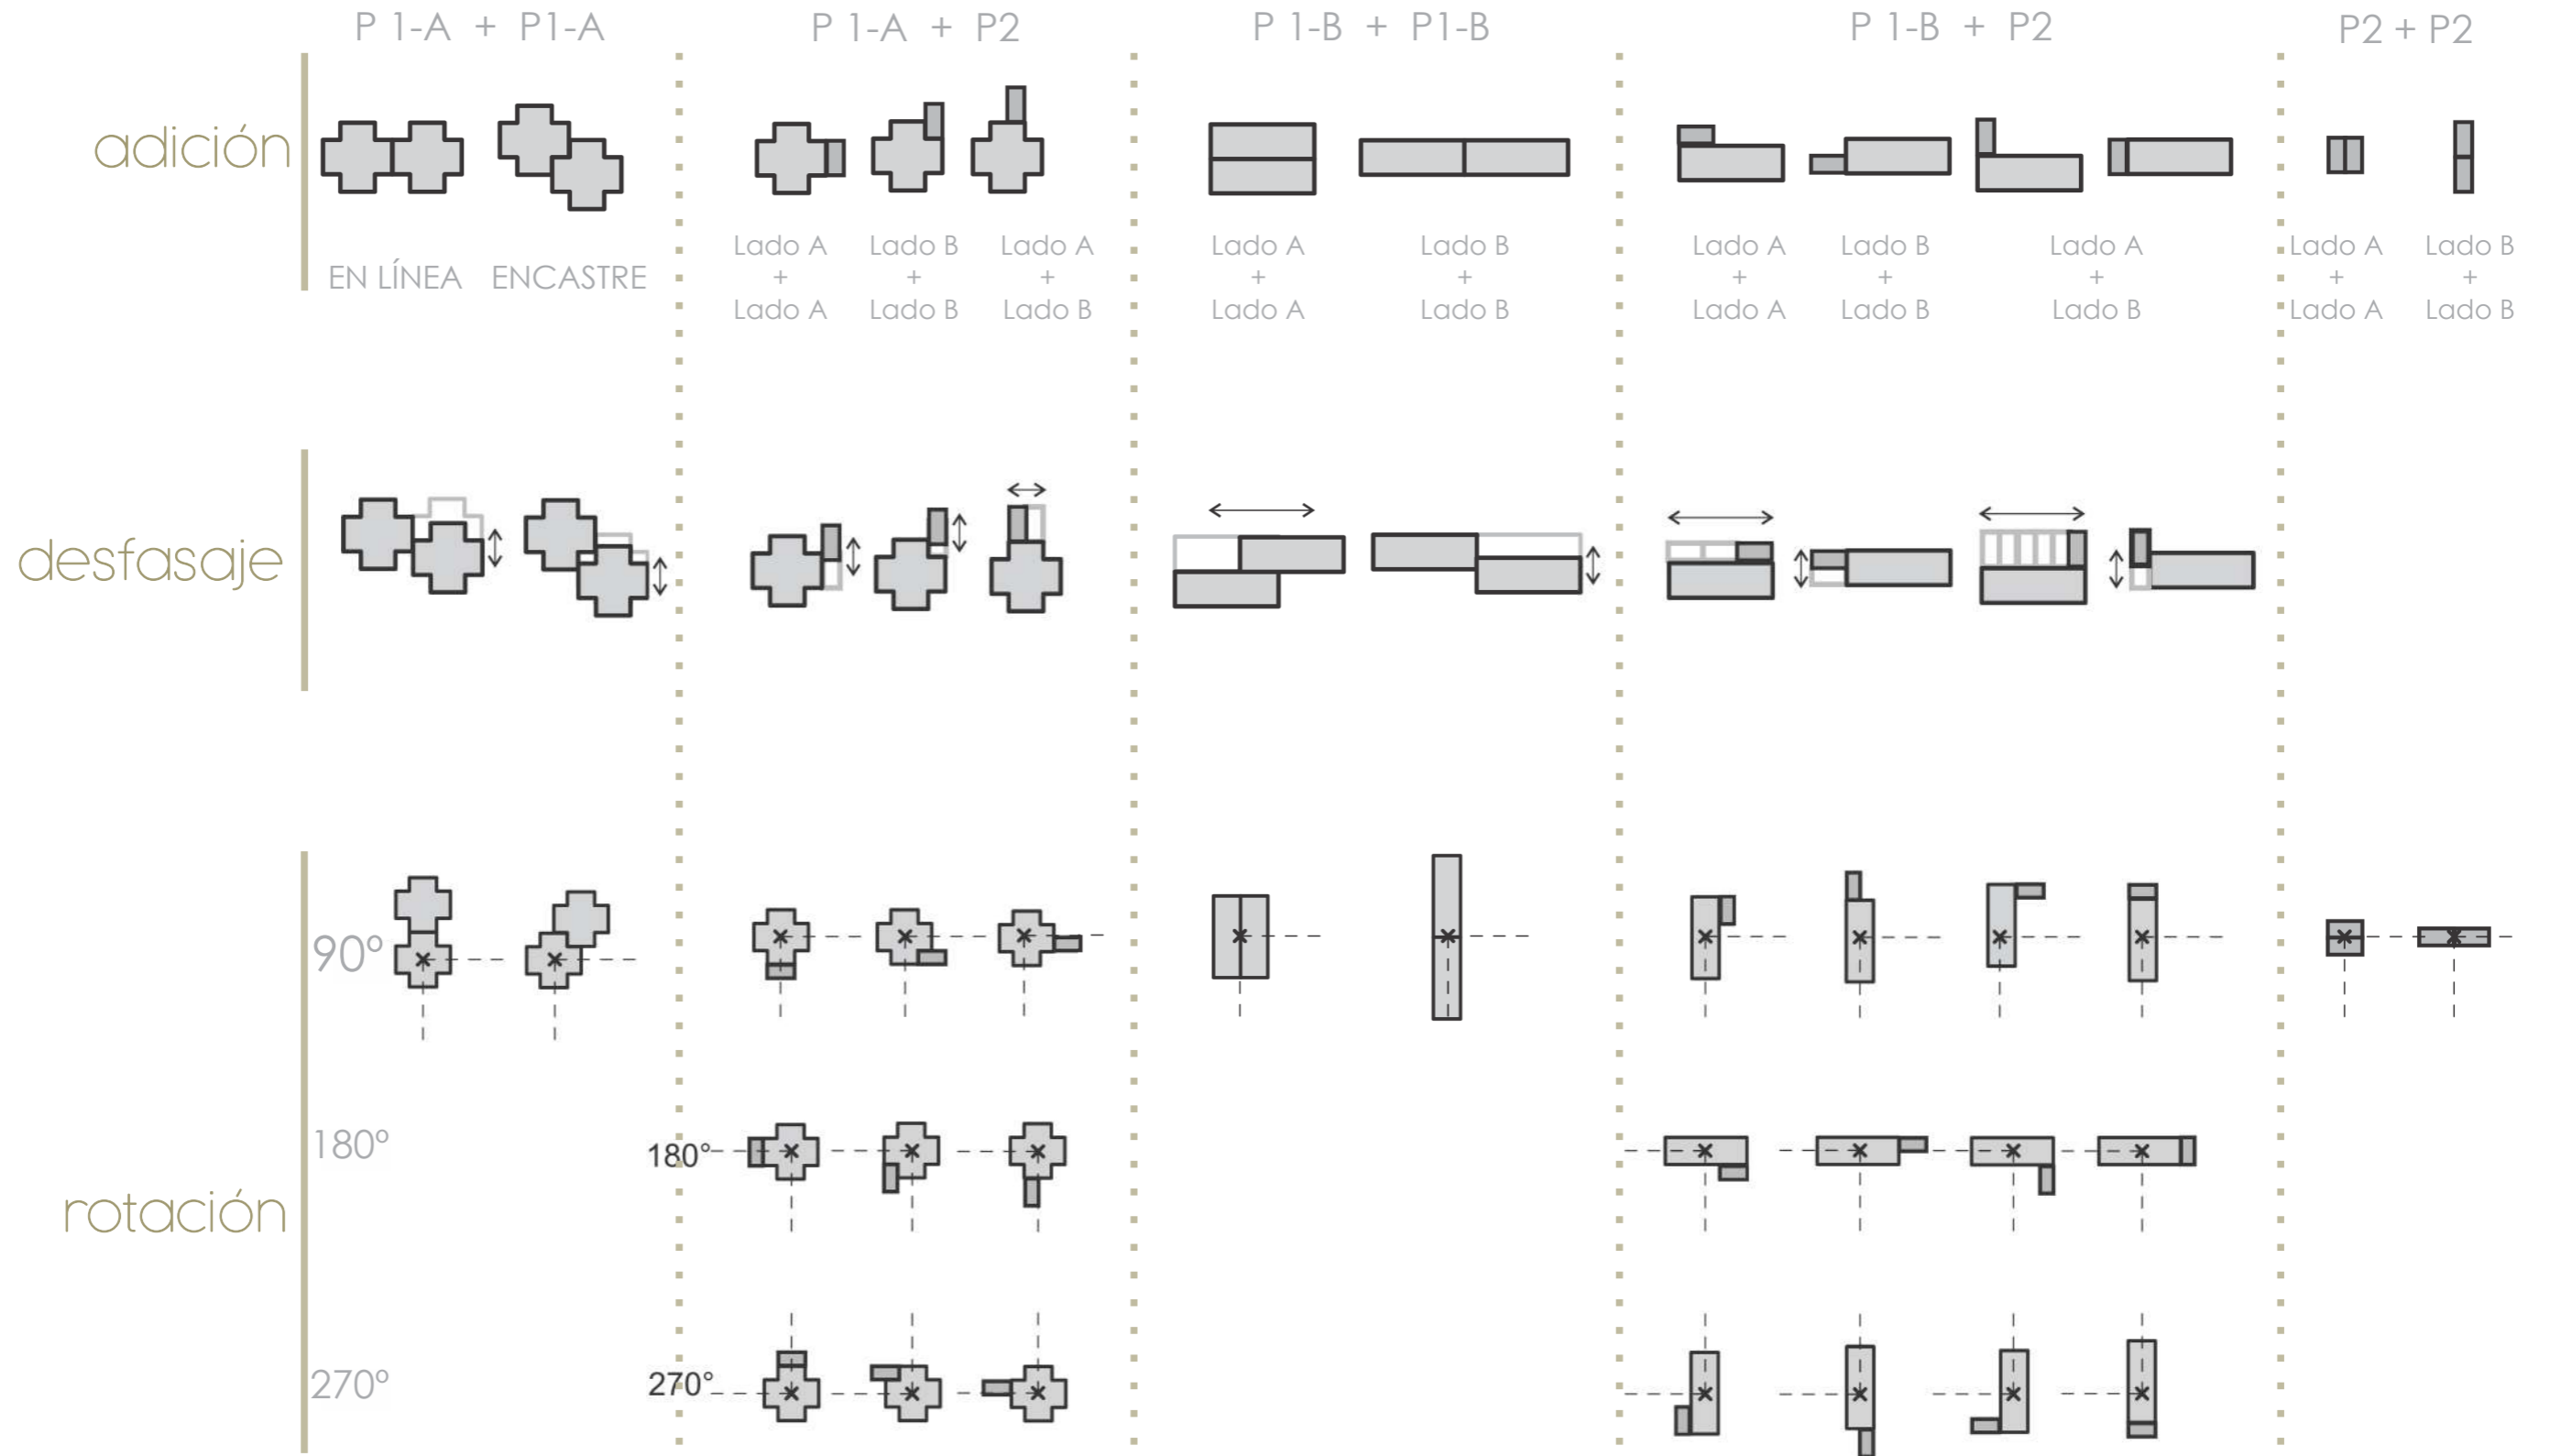 P 1-A + P1-A
P 1-A + P2
P 1-B + P1-B
P 1-B + P2
P2 + P2
adición
EN LÍNEA
ENCASTRE
Lado A
+
Lado A
Lado B
+
Lado B
Lado A
+
Lado B
Lado A
+
Lado A
Lado B
+
Lado B
Lado A
+
Lado A
Lado B
+
Lado B
Lado A
+
Lado B
Lado A
+
Lado A
Lado B
+
Lado B
desfasaje
rotación
90º
180º
180°
270º
270°